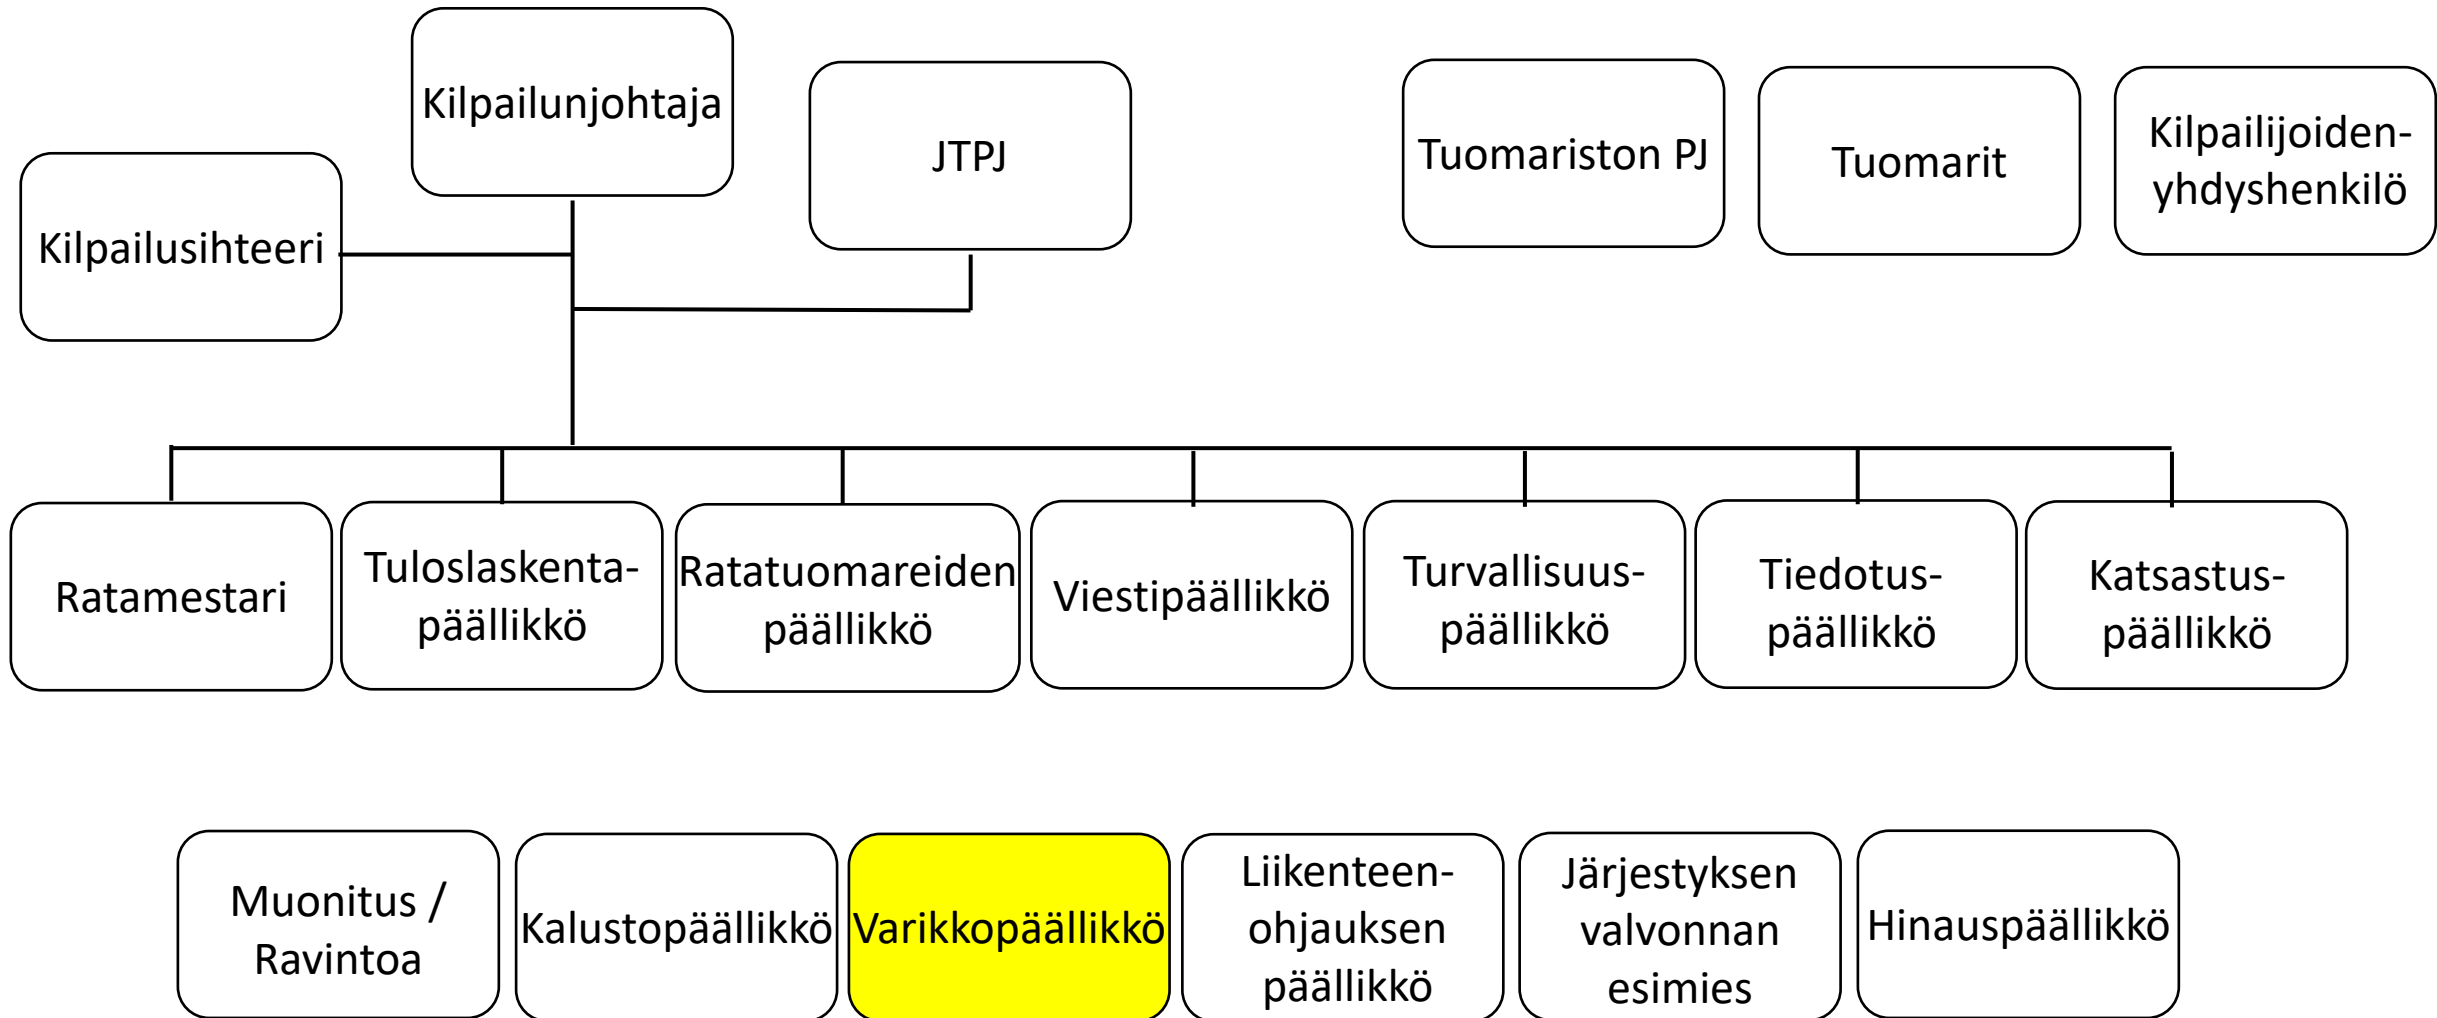 Kilpailunjohtaja
JTPJ
Tuomariston PJ
Tuomarit
Kilpailijoiden-
yhdyshenkilö
Kilpailusihteeri
Ratamestari
Tuloslaskenta-
päällikkö
Ratatuomareiden
päällikkö
Viestipäällikkö
Turvallisuus-
päällikkö
Tiedotus-
päällikkö
Katsastus-
päällikkö
Muonitus /
Ravintoa
Kalustopäällikkö
Varikkopäällikkö
Liikenteen-
ohjauksen
päällikkö
Järjestyksen
valvonnan
esimies
Hinauspäällikkö